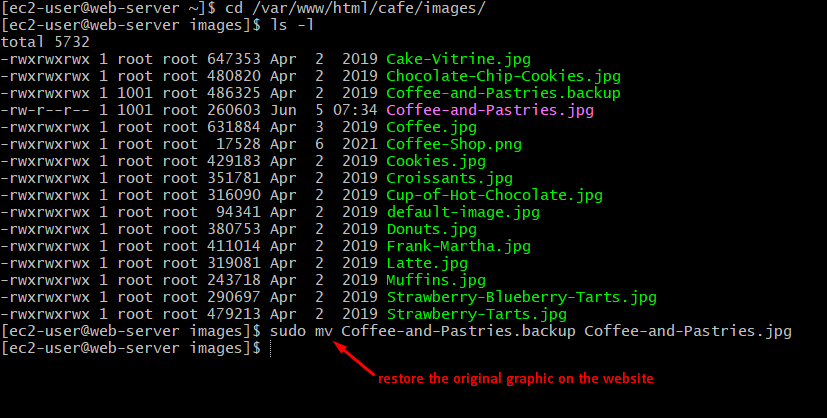 [ec2-user@web-server ~]$ cd /var/www/html/cafe/images/
[ec2-user@web-server images]$ ls -l
total 5732
-rwxrwxrwx 1 root root 647353 Apr  2  2019 Cake-Vitrine.jpg
-rwxrwxrwx 1 root root 480820 Apr  2  2019 Chocolate-Chip-Cookies.jpg
-rwxrwxrwx 1 1001 root 486325 Apr  2  2019 Coffee-and-Pastries.backup
-rw-r--r-- 1 1001 root 260603 Jun  5 07:34 Coffee-and-Pastries.jpg
-rwxrwxrwx 1 root root 631884 Apr  3  2019 Coffee.jpg
-rwxrwxrwx 1 root root  17528 Apr  6  2021 Coffee-Shop.png
-rwxrwxrwx 1 root root 429183 Apr  2  2019 Cookies.jpg
-rwxrwxrwx 1 root root 351781 Apr  2  2019 Croissants.jpg
-rwxrwxrwx 1 root root 316090 Apr  2  2019 Cup-of-Hot-Chocolate.jpg
-rwxrwxrwx 1 root root  94341 Apr  2  2019 default-image.jpg
-rwxrwxrwx 1 root root 380753 Apr  2  2019 Donuts.jpg
-rwxrwxrwx 1 root root 411014 Apr  2  2019 Frank-Martha.jpg
-rwxrwxrwx 1 root root 319081 Apr  2  2019 Latte.jpg
-rwxrwxrwx 1 root root 243718 Apr  2  2019 Muffins.jpg
-rwxrwxrwx 1 root root 290697 Apr  2  2019 Strawberry-Blueberry-Tarts.jpg
-rwxrwxrwx 1 root root 479213 Apr  2  2019 Strawberry-Tarts.jpg
[ec2-user@web-server images]$ sudo mv Coffee-and-Pastries.backup Coffee-and-Pastries.jpg
[ec2-user@web-server images]$
restore the original graphic on the website